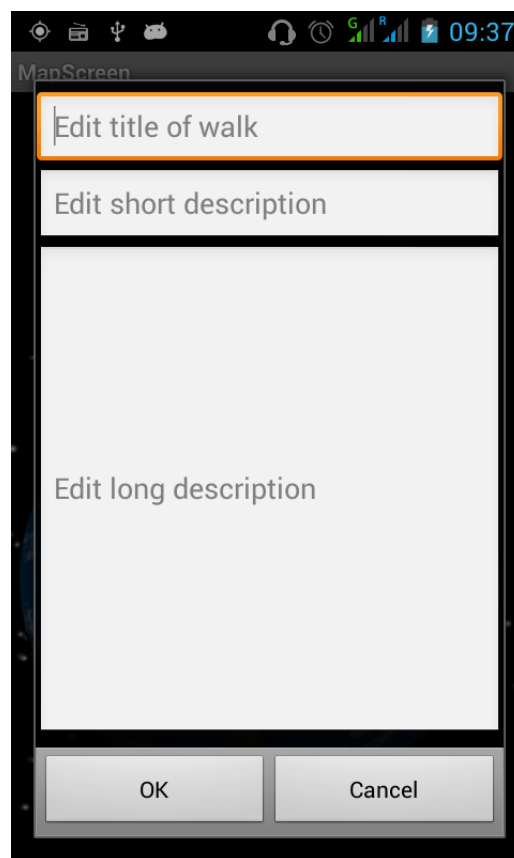 G R 09:37
MapScreen
Edit title of walk
Edit short description
Edit long description
OK Cancel